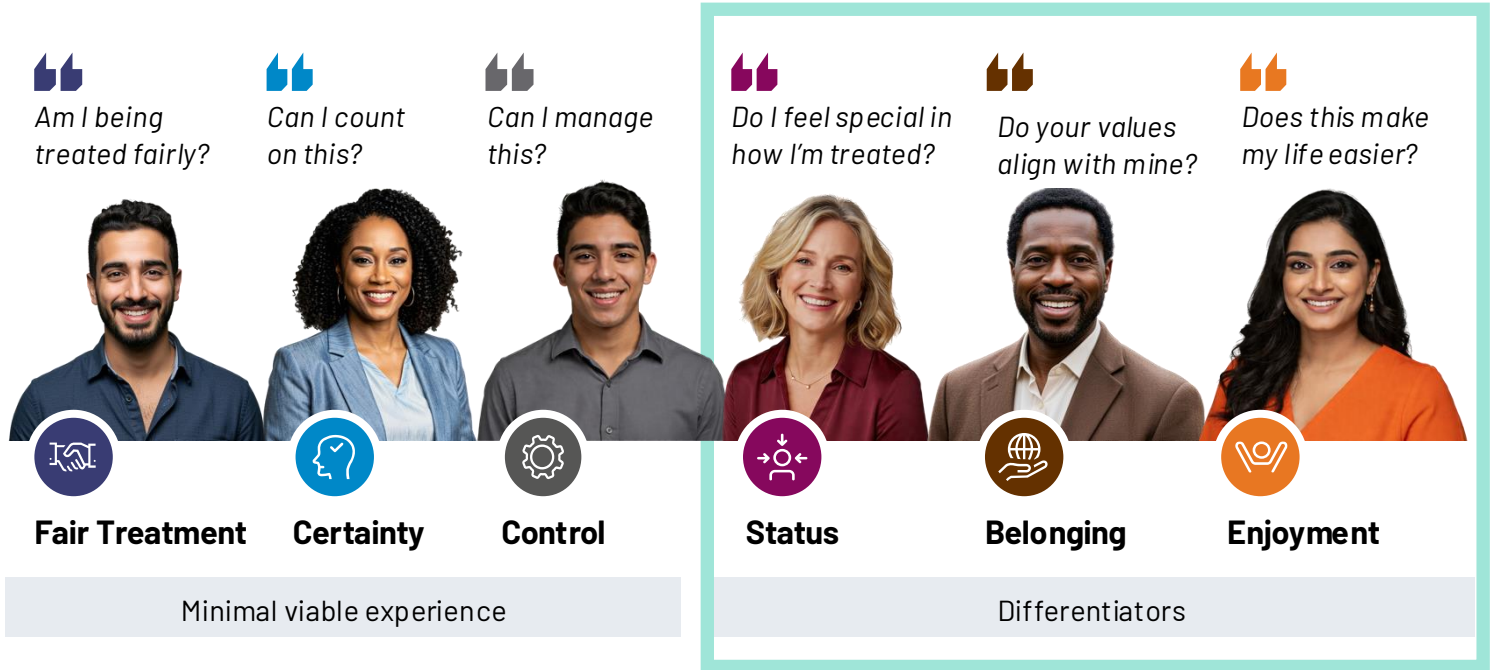 Am I being
treated fairly?
Can I count
on this?
Can I manage
this?
Do I feel special in
how I'm treated?
Do your values
align with mine?
Does this make
my life easier?
Fair Treatment
Certainty
Control
Status
Belonging
Enjoyment
Minimal viable experience
Differentiators